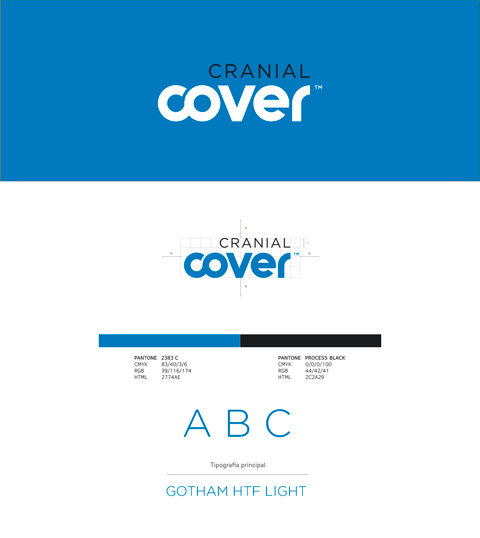 CRANIAL
cover™
CRANIAL
cover™
PANTONE 2383 C
CMYK 83/40/3/6
RGB 39/116/174
HTML 2774AE
PANTONE PROCESS BLACK
CMYK 0/0/0/100
RGB 44/42/41
HTML 2C2A29
A B C
Tipografía principal
GOTHAM HTF LIGHT